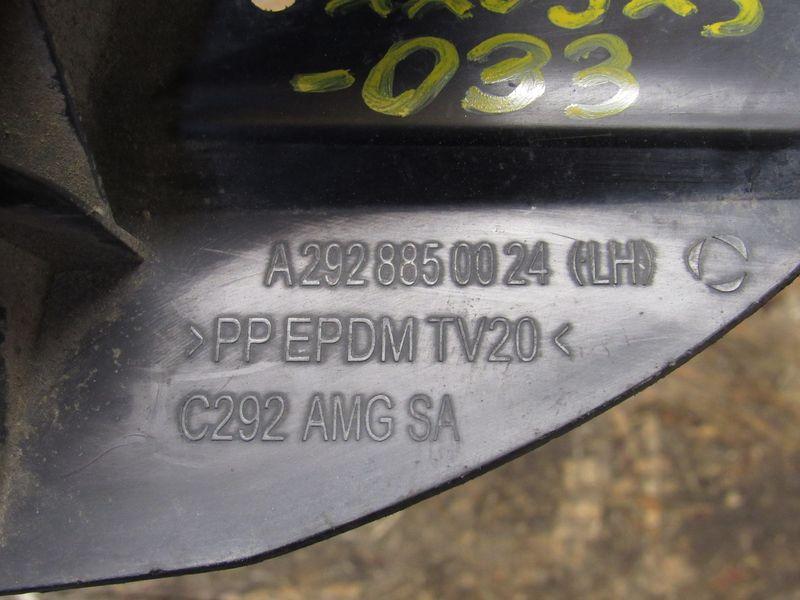 -033
A 292 885 00 24 (LH)
>PP EPDM TV20<
C292 AMG SA